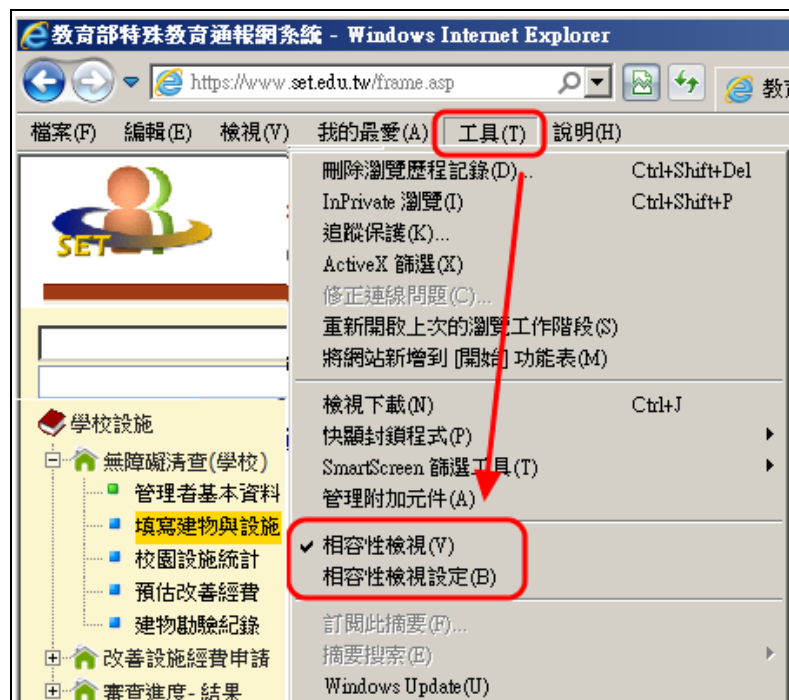 教育部特殊教育通報網系統 - Windows Internet Explorer
https://www.set.edu.tw/frame.asp
教
檔案(F) 編輯(E) 檢視(V) 我的最愛(A) 工具(T) 說明(H)
SET
刪除瀏覽歷程記錄(D)... Ctrl+Shift+Del
InPrivate 瀏覽(I) Ctrl+Shift+P
追蹤保護(K)...
ActiveX 篩選(X)
修正連線問題(C)...
重新開啟上次的瀏覽工作階段(S)
將網站新增到 [開始] 功能表(M)
檢視下載(N) Ctrl+J
快顯封鎖程式(P)
SmartScreen 篩選工具(T)
管理附加元件(A)
相容性檢視(V)
相容性檢視設定(B)
訂閱此摘要(F)...
摘要搜索(E)
Windows Update(U)
學校設施
無障礙清查(學校)
管理者基本資料
填寫建物與設施
校園設施統計
預估改善經費
建物勘驗紀錄
改善設施經費申請
審查進度-結果